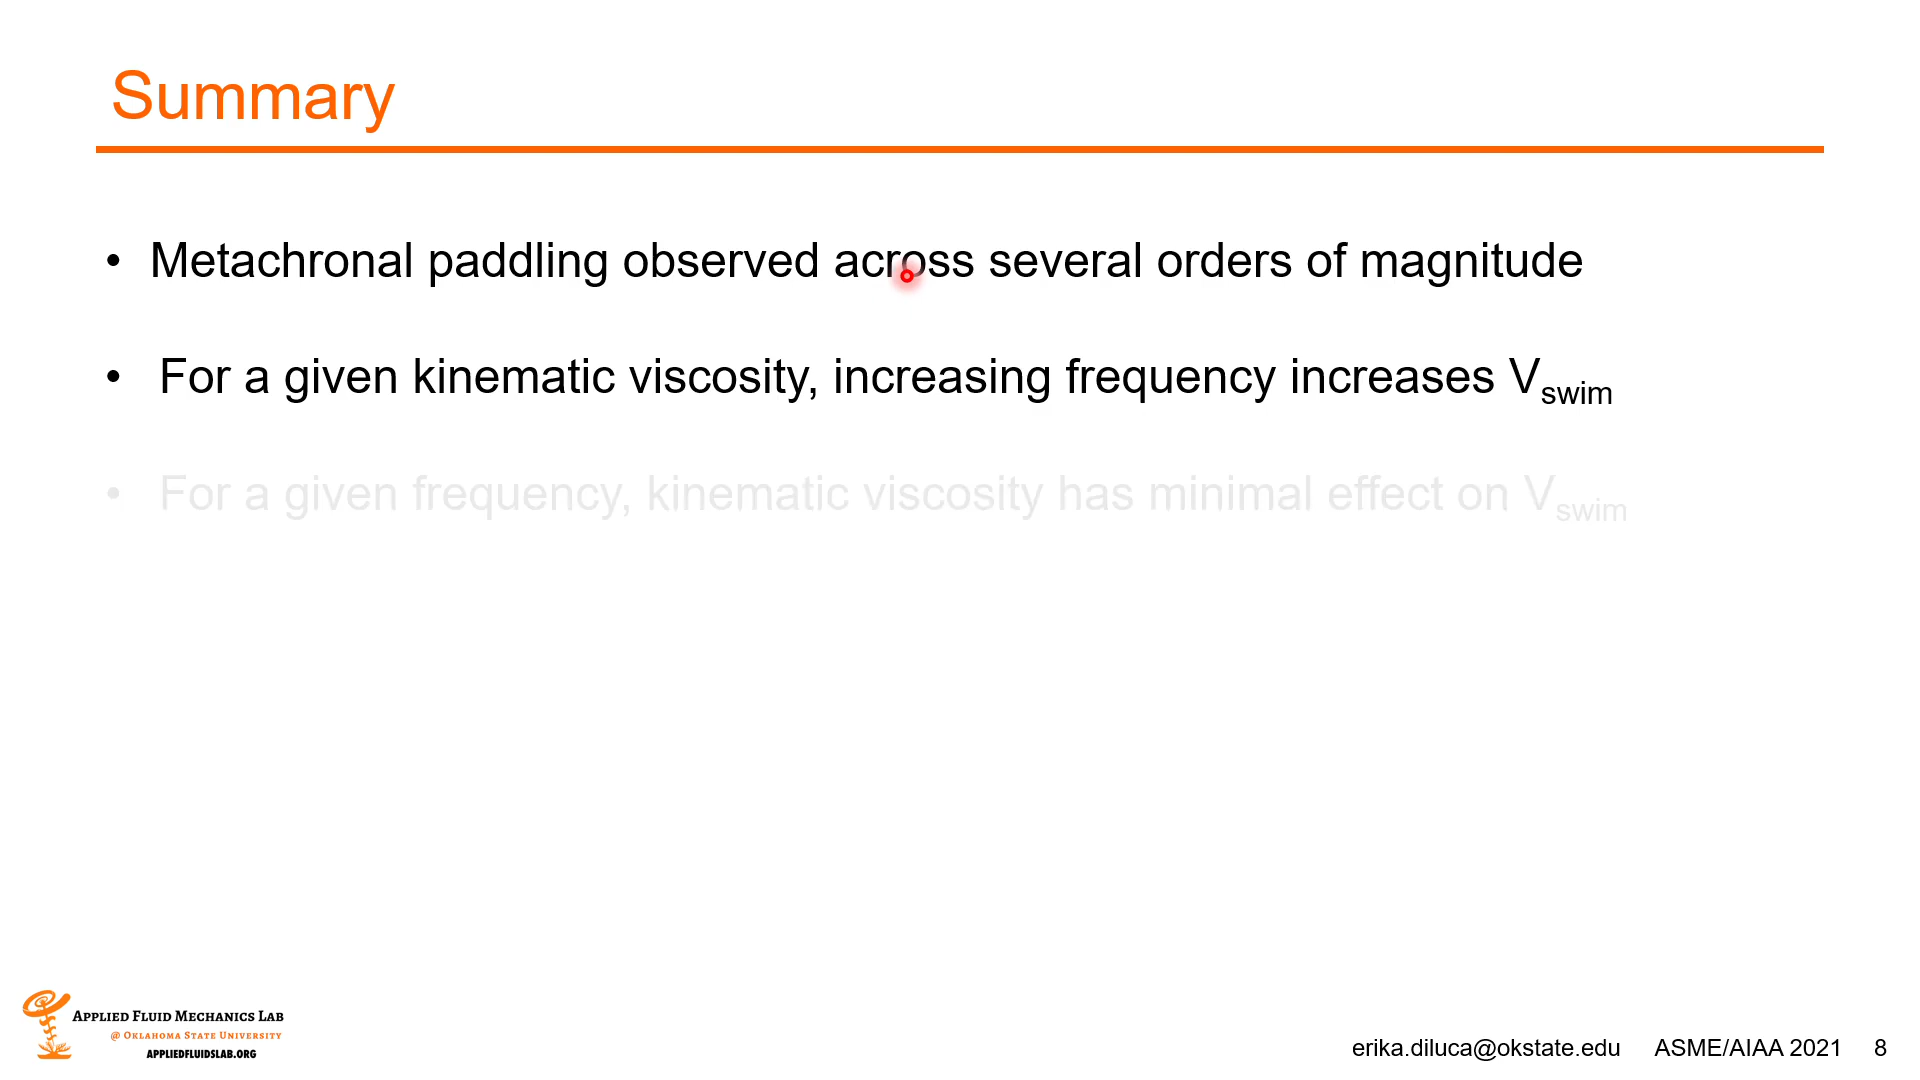 Summary
• Metachronal paddling observed across several orders of magnitude
• For a given kinematic viscosity, increasing frequency increases Vswim
• For a given frequency, kinematic viscosity has minimal effect on Vswim
APPLIED FLUID MECHANICS LAB
@ OKLAHOMA STATE UNIVERSITY
APPLIEDFLUIDSLAB.ORG
erika.diluca@okstate.edu ASME/AIAA 2021 8